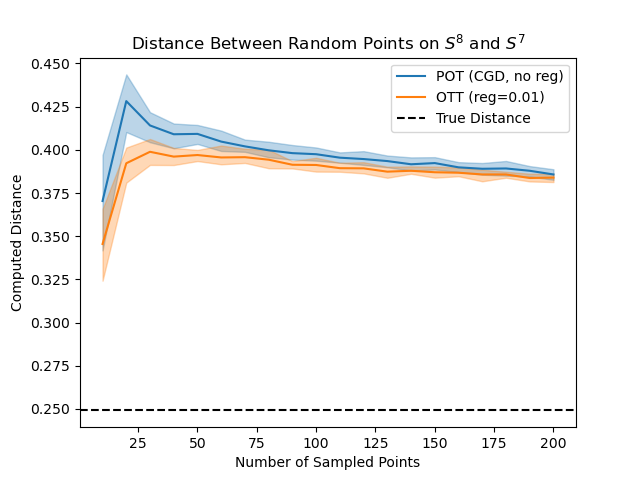 Distance Between Random Points on $S^8$ and $S^7$
POT (CGD, no reg)
OTT (reg=0.01)
True Distance
Computed Distance
0.450
0.425
0.400
0.375
0.350
0.325
0.300
0.275
0.250
25 50 75 100 125 150 175 200
Number of Sampled Points